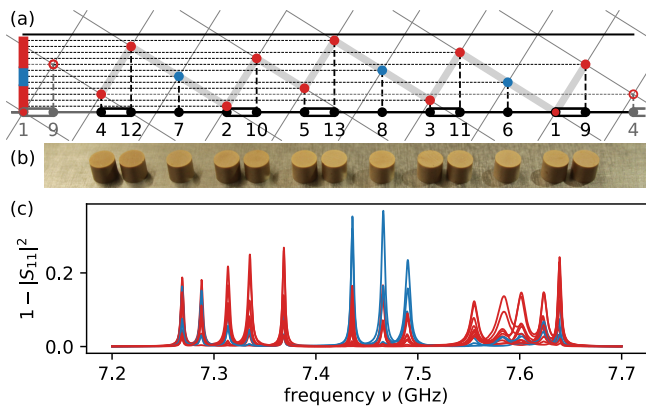 (a)
1 9 4 12 7 2 10 5 13 8 3 11 6 1 9 4
(b)
(c)
1 − |S₁₁|²
0.2
0.0
7.2 7.3 7.4 7.5 7.6 7.7
frequency ν (GHz)